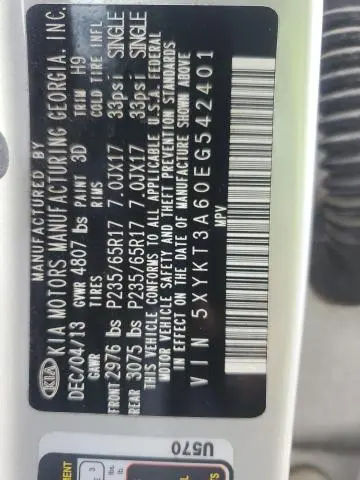 MANUFACTURED BY
KIA KIA MOTORS MANUFACTURING GEORGIA, INC.
DEC/04/13 GVWR 4807 lbs PAINT 3D TRIM H9
GAWR TIRES RIMS COLD TIRE INFL
FRONT 2976 lbs P235/65R17 7.0JX17 33psi SINGLE
REAR 3075 lbs P235/65R17 7.0JX17 33psi SINGLE
THIS VEHICLE CONFORMS TO ALL APPLICABLE U.S.A. FEDERAL
MOTOR VEHICLE SAFETY AND THEFT PREVENTION STANDARDS
IN EFFECT ON THE DATE OF MANUFACTURE SHOWN ABOVE.
VIN 5XYKT3A60EG542401
MPV
U570
3